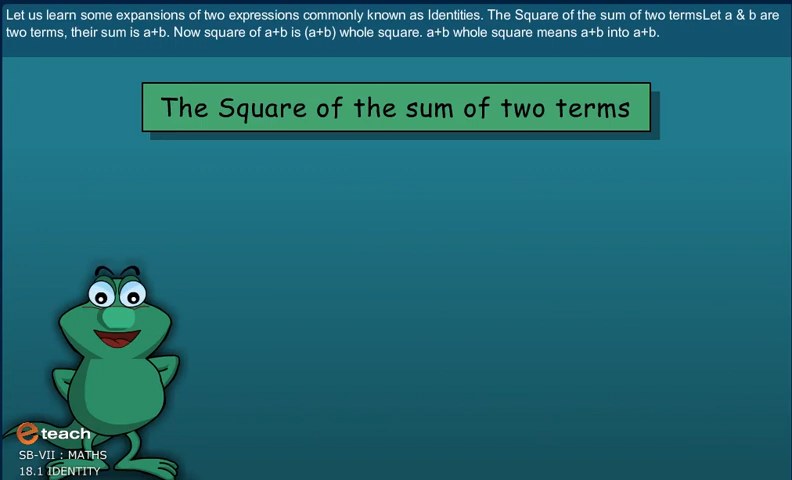 Let us learn some expansions of two expressions commonly known as Identities. The Square of the sum of two termsLet a & b are
two terms, their sum is a+b. Now square of a+b is (a+b) whole square. a+b whole square means a+b into a+b.
The Square of the sum of two terms
e teach
SB-VII : MATHS
18.1 IDENTITY